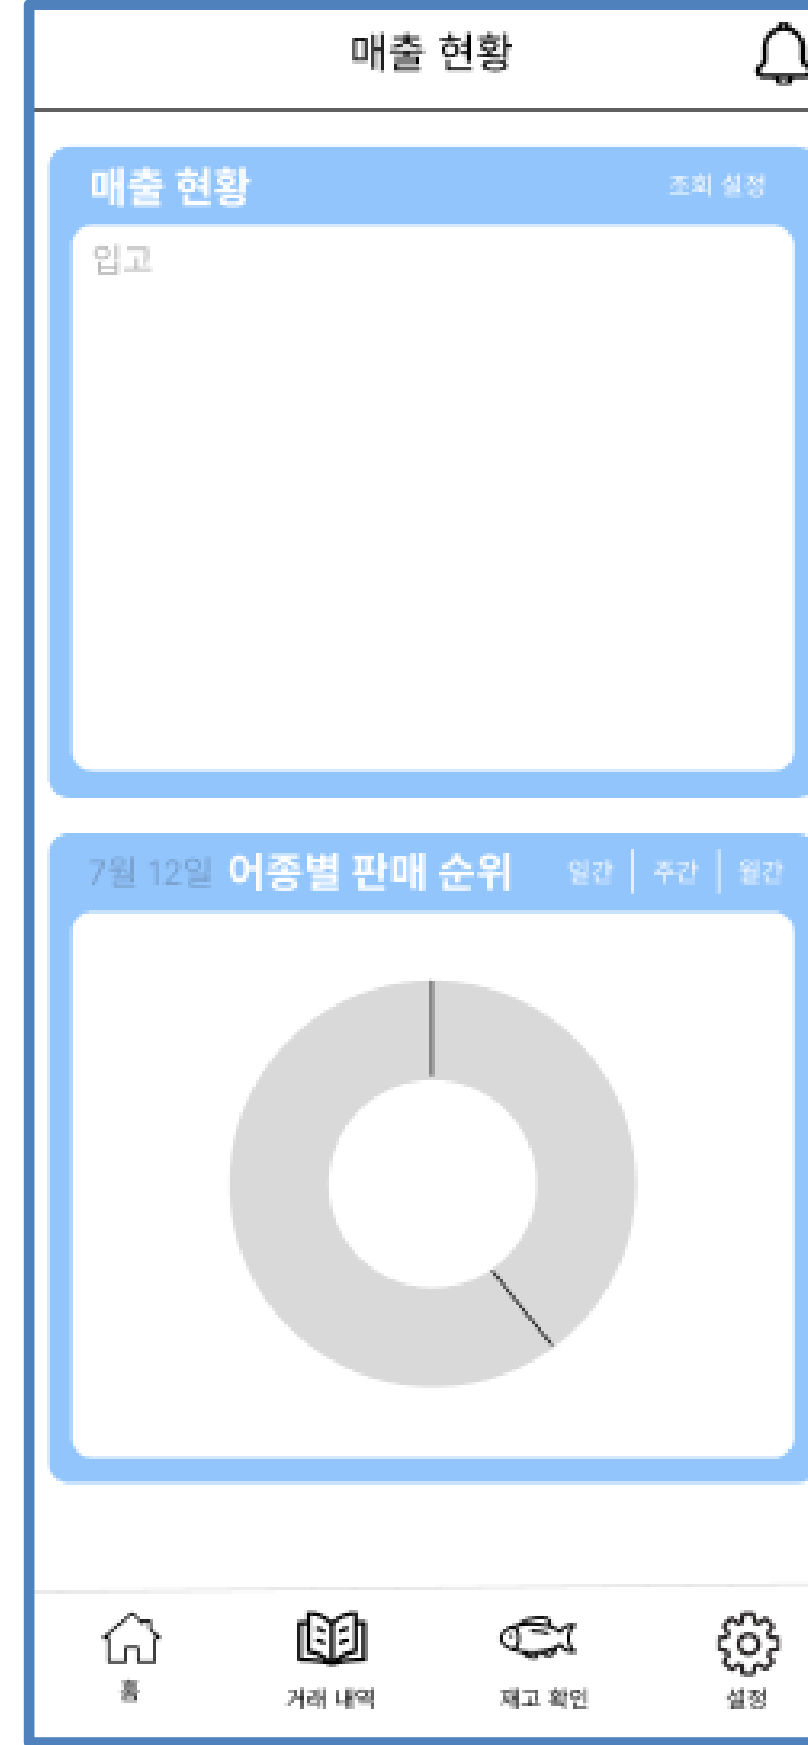 매출 현황
매출 현황 조회 설정
입고
7월 12일 어종별 판매 순위 일간 주간 월간
홈 거래 내역 재고 확인 설정